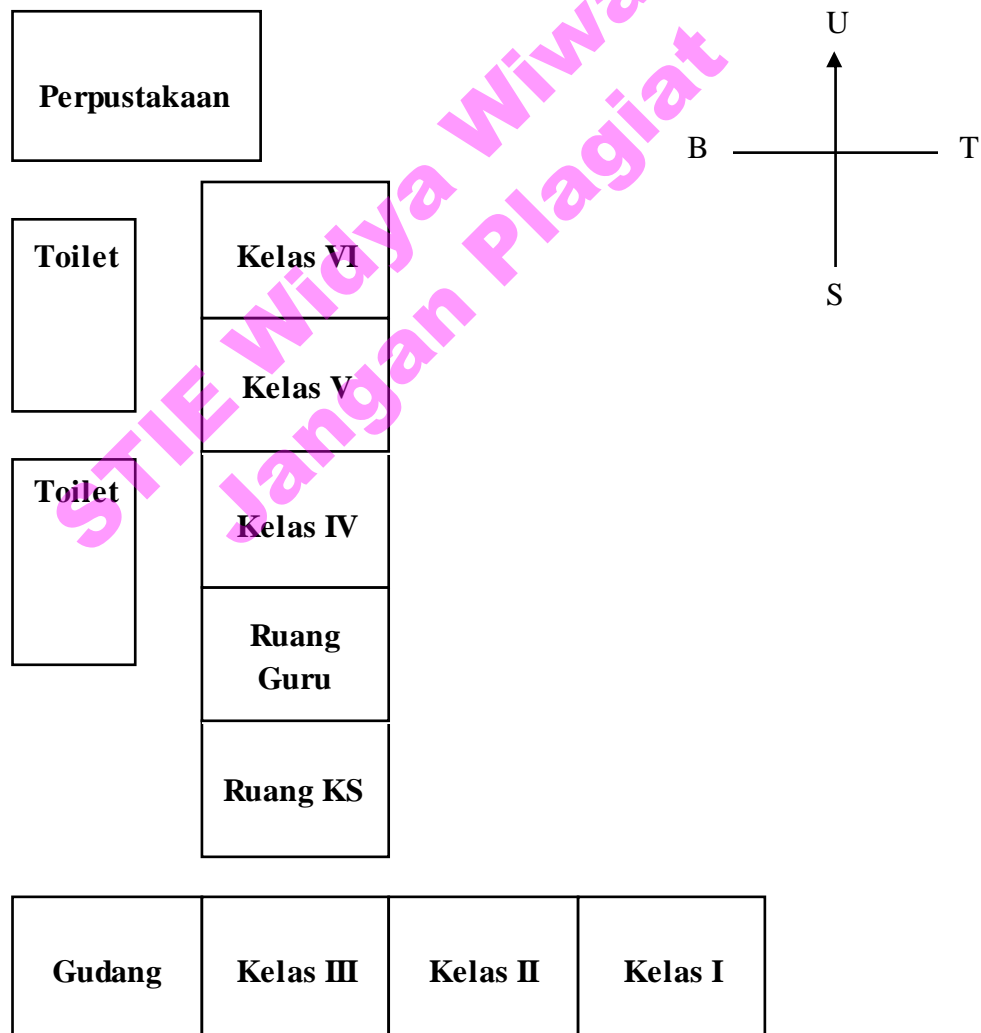 U
Perpustakaan
B
T
Toilet
Kelas VI
S
Kelas V
Toilet
Kelas IV
Ruang
Guru
Ruang KS
Gudang
Kelas III
Kelas II
Kelas I
STIE Widya
Jangan Plagiat